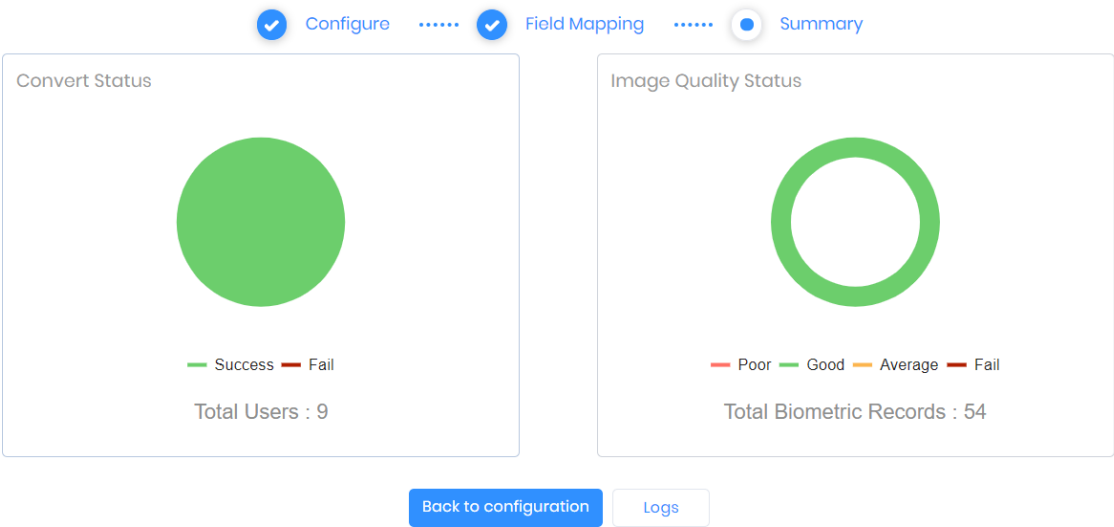 Configure Field Mapping Summary
Convert Status
Success Fail
Total Users : 9
Image Quality Status
Poor Good Average Fail
Total Biometric Records : 54
Back to configuration Logs